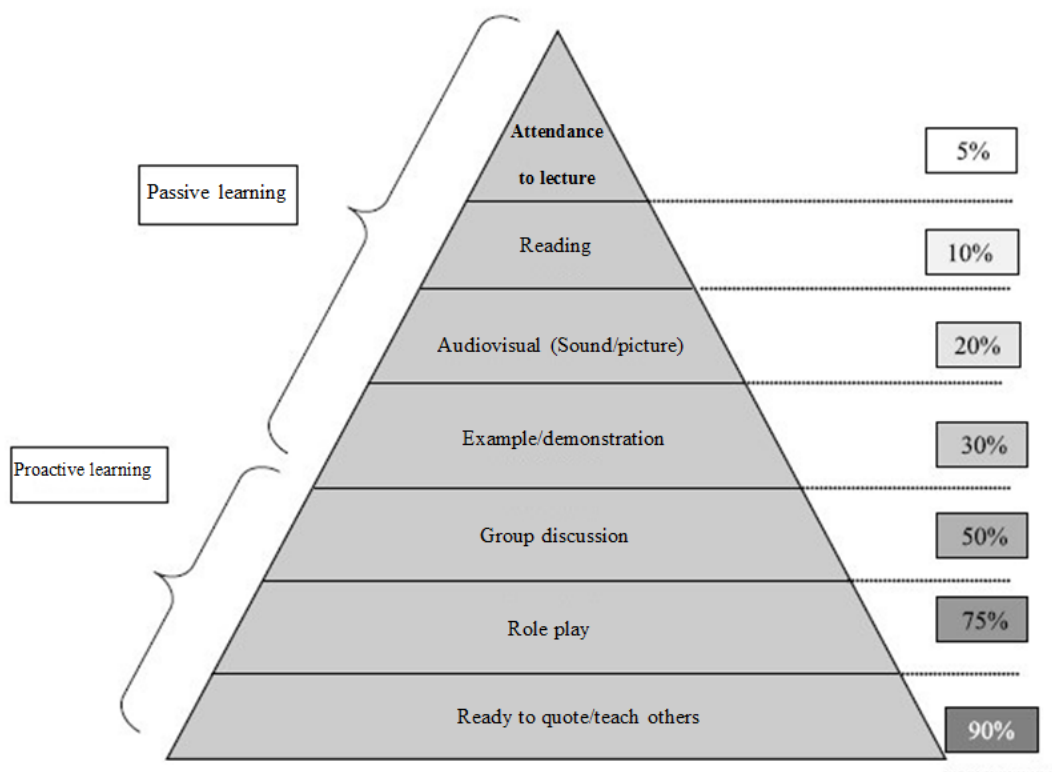 Attendance
to lecture
5%
Passive learning
Reading
10%
Audiovisual (Sound/picture)
20%
Example/demonstration
30%
Proactive learning
Group discussion
50%
Role play
75%
Ready to quote/teach others
90%